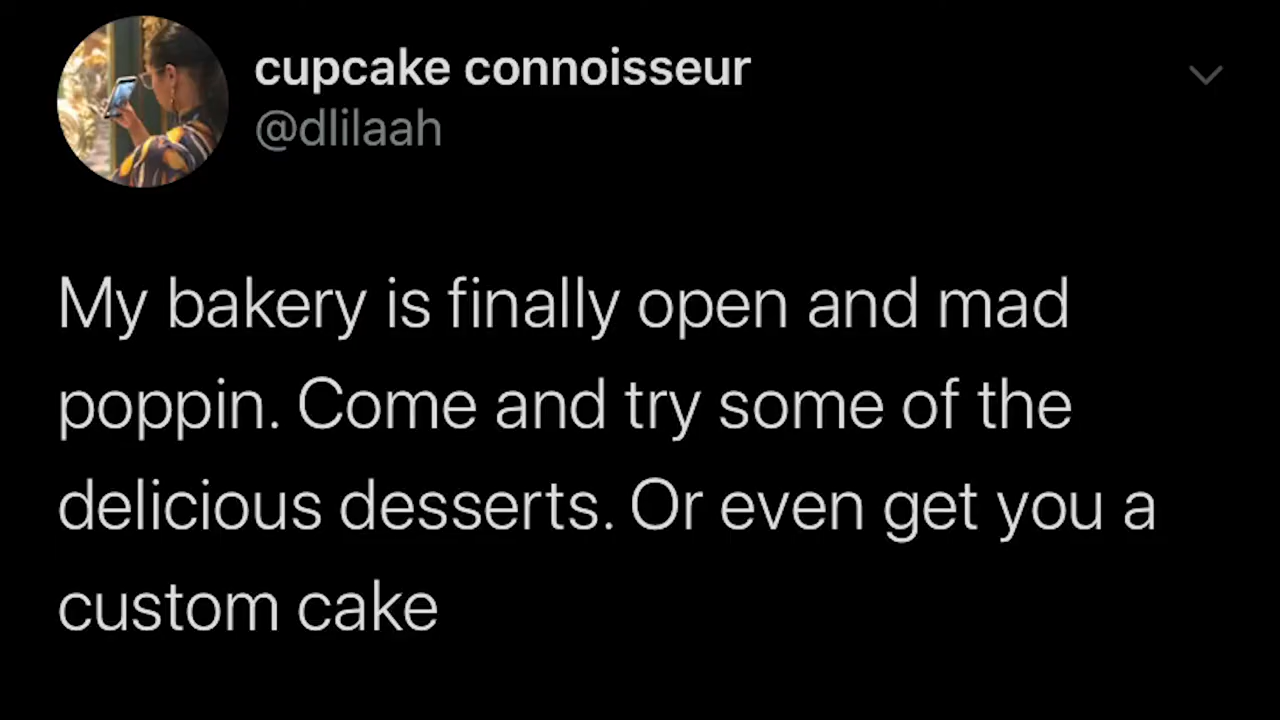 cupcake connoisseur
@dlilaah
My bakery is finally open and mad
poppin. Come and try some of the
delicious desserts. Or even get you a
custom cake